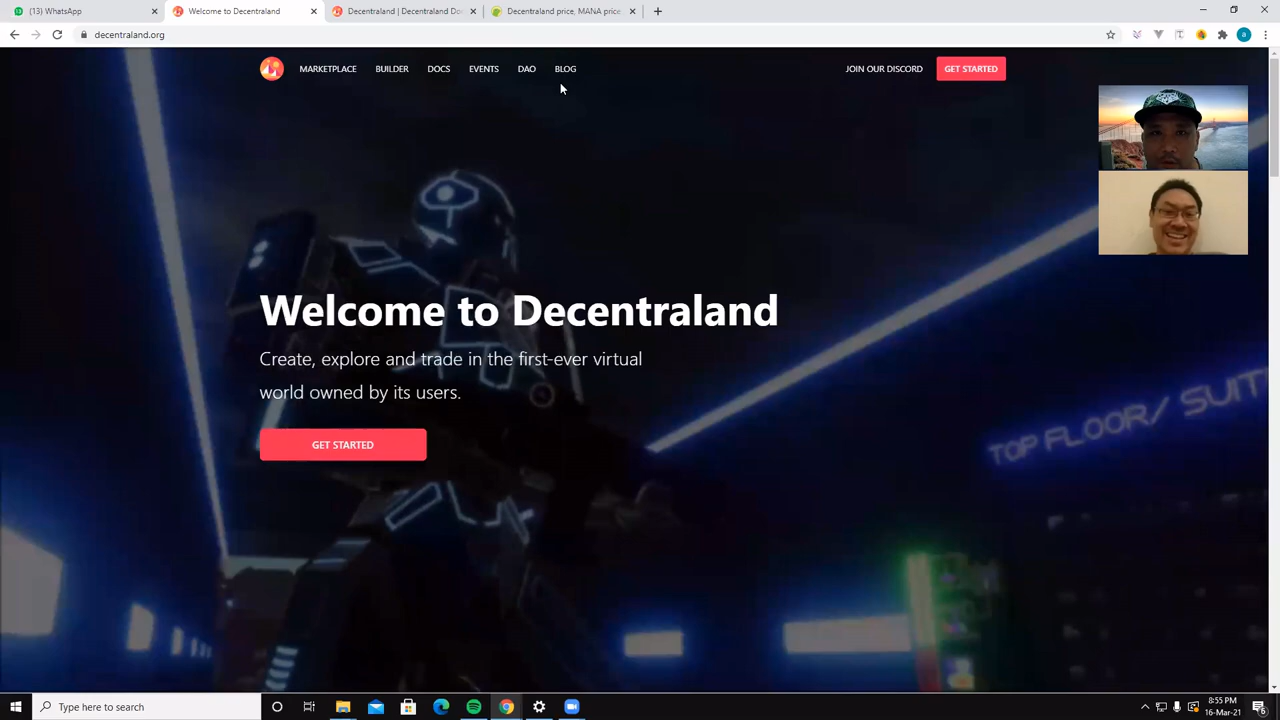 (13) WhatsApp
Welcome to Decentraland
Decentraland | Decentraland Do
Decentraland price, MANA price
decentraland.org
MARKETPLACE
BUILDER
DOCS
EVENTS
DAO
BLOG
JOIN OUR DISCORD
GET STARTED
Welcome to Decentraland
Create, explore and trade in the first-ever virtual
world owned by its users.
GET STARTED
TOP FLOOR/ SUIT
Type here to search
8:55 PM
16-Mar-21
6